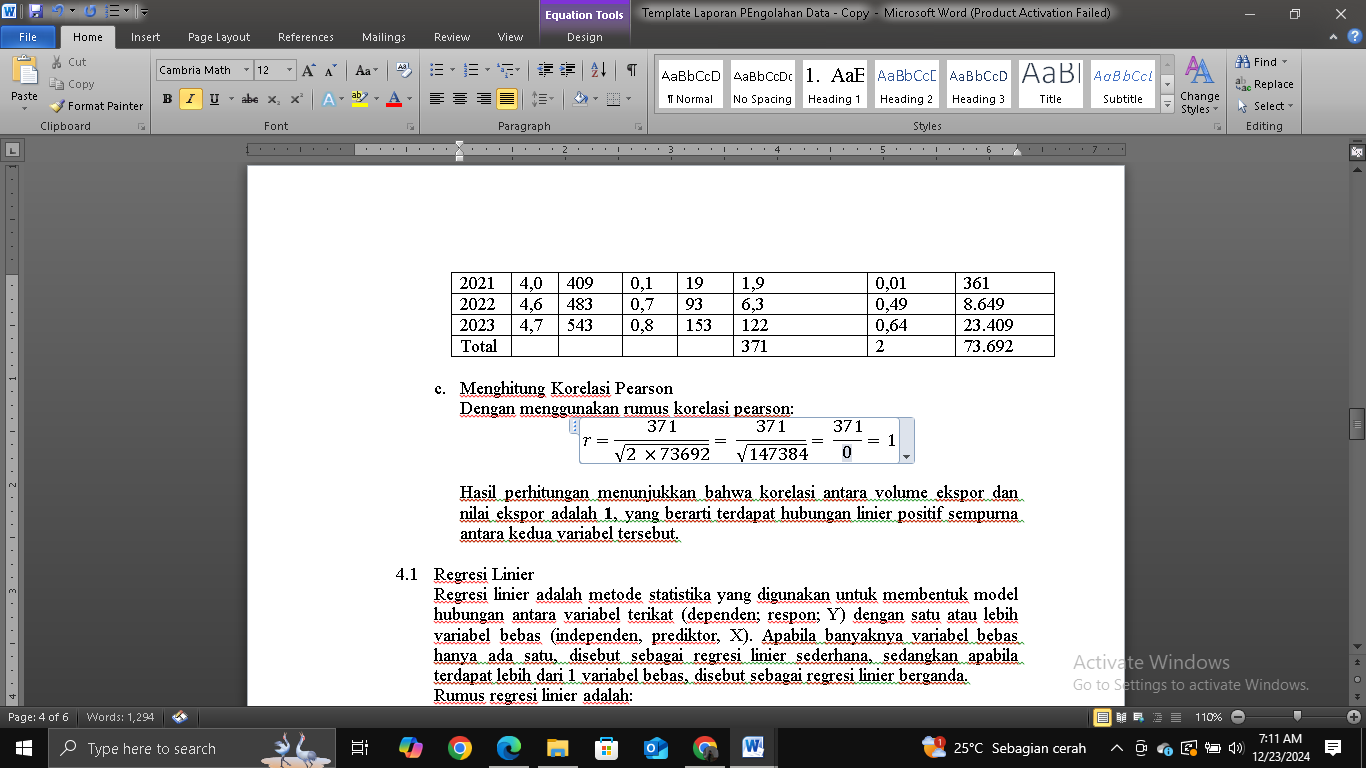 Equation Tools
Template Laporan PEngolahan Data - Copy - Microsoft Word (Product Activation Failed)
File Home Insert Page Layout References Mailings Review View Design
Paste
Cut
Copy
Format Painter
Clipboard
Cambria Math 12
Font
Paragraph
AaBbCcD AaBbCcDc 1. AaE AaBbCcD AaBbCcD AaBI AaBbCcL
¶ Normal No Spacing Heading 1 Heading 2 Heading 3 Title Subtitle
Change Styles
Styles
Find
Replace
Select
Editing
2021 4,0 409 0,1 19 1,9 0,01 361
2022 4,6 483 0,7 93 6,3 0,49 8.649
2023 4,7 543 0,8 153 122 0,64 23.409
Total 371 2 73.692
c. Menghitung Korelasi Pearson
Dengan menggunakan rumus korelasi pearson:
r = 371/√(2 × 73692) = 371/√147384 = 371/0 = 1
Hasil perhitungan menunjukkan bahwa korelasi antara volume ekspor dan
nilai ekspor adalah 1, yang berarti terdapat hubungan linier positif sempurna
antara kedua variabel tersebut.
4.1 Regresi Linier
Regresi linier adalah metode statistika yang digunakan untuk membentuk model
hubungan antara variabel terikat (dependen; respon; Y) dengan satu atau lebih
variabel bebas (independen, prediktor, X). Apabila banyaknya variabel bebas
hanya ada satu, disebut sebagai regresi linier sederhana, sedangkan apabila
terdapat lebih dari 1 variabel bebas, disebut sebagai regresi linier berganda.
Rumus regresi linier adalah:
Activate Windows
Go to Settings to activate Windows.
Page: 4 of 6 Words: 1,294 110%
Type here to search
25°C Sebagian cerah
7:11 AM
12/23/2024